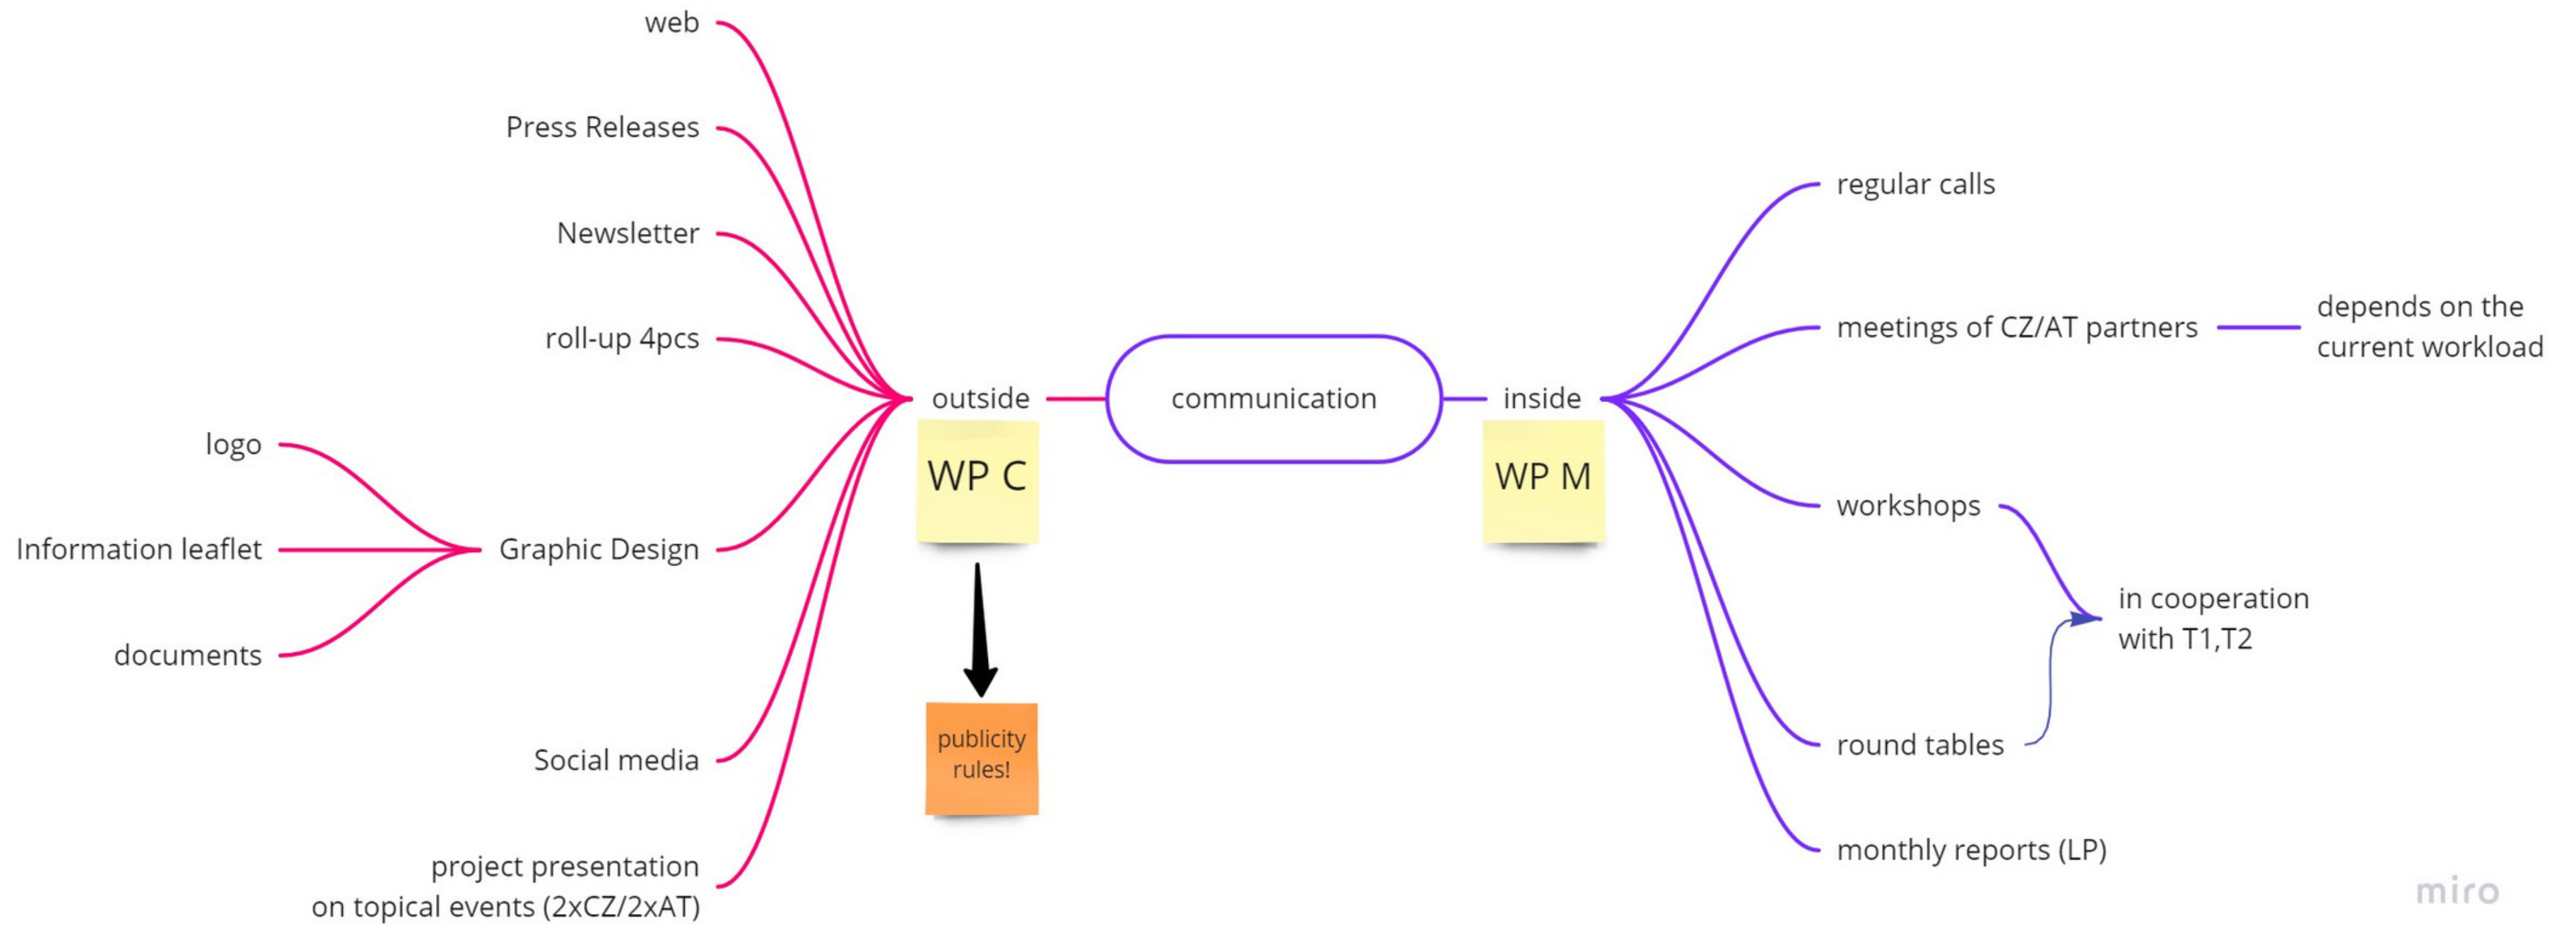 web
Press Releases
Newsletter
roll-up 4pcs
outside
WP C
publicity
rules!
logo
Information leaflet
Graphic Design
documents
Social media
project presentation
on topical events (2xCZ/2xAT)
communication
inside
WP M
regular calls
meetings of CZ/AT partners
depends on the
current workload
workshops
in cooperation
with T1,T2
round tables
monthly reports (LP)
miro